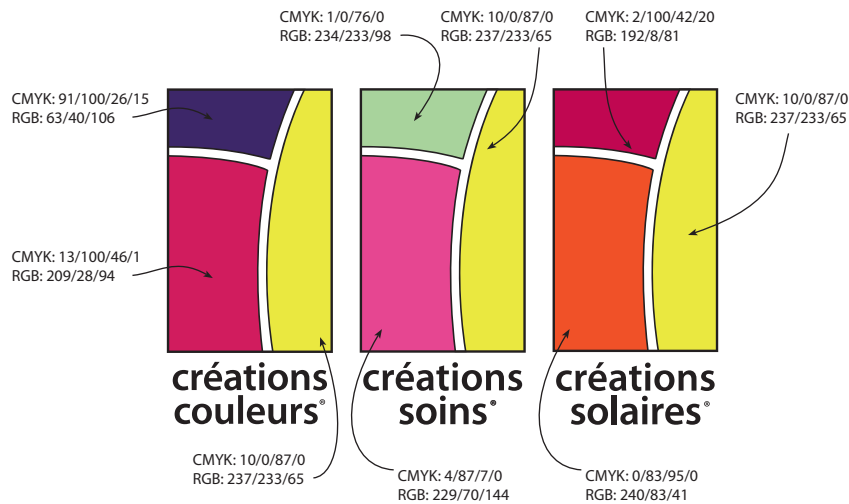 CMYK: 1/0/76/0
RGB: 234/233/98
CMYK: 10/0/87/0
RGB: 237/233/65
CMYK: 2/100/42/20
RGB: 192/8/81
CMYK: 91/100/26/15
RGB: 63/40/106
CMYK: 10/0/87/0
RGB: 237/233/65
CMYK: 13/100/46/1
RGB: 209/28/94
créations
couleurs®
créations
soins®
créations
solaires®
CMYK: 10/0/87/0
RGB: 237/233/65
CMYK: 4/87/7/0
RGB: 229/70/144
CMYK: 0/83/95/0
RGB: 240/83/41